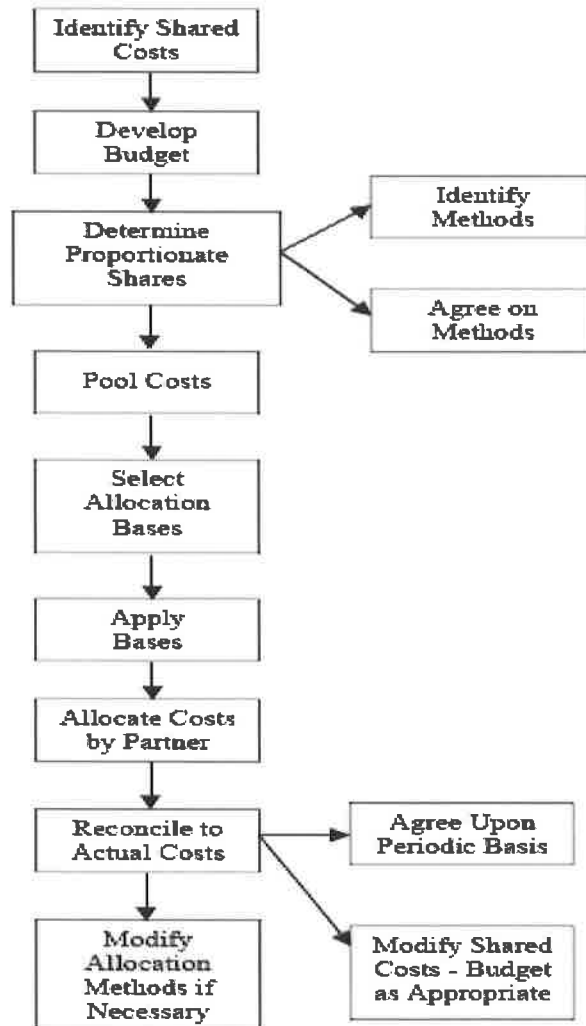 Identify Shared
Costs
Develop
Budget
Determine
Proportionate
Shares
Identify
Methods
Agree on
Methods
Pool Costs
Select
Allocation
Bases
Apply
Bases
Allocate Costs
by Partner
Reconcile to
Actual Costs
Agree Upon
Periodic Basis
Modify
Allocation
Methods if
Necessary
Modify Shared
Costs - Budget
as Appropriate